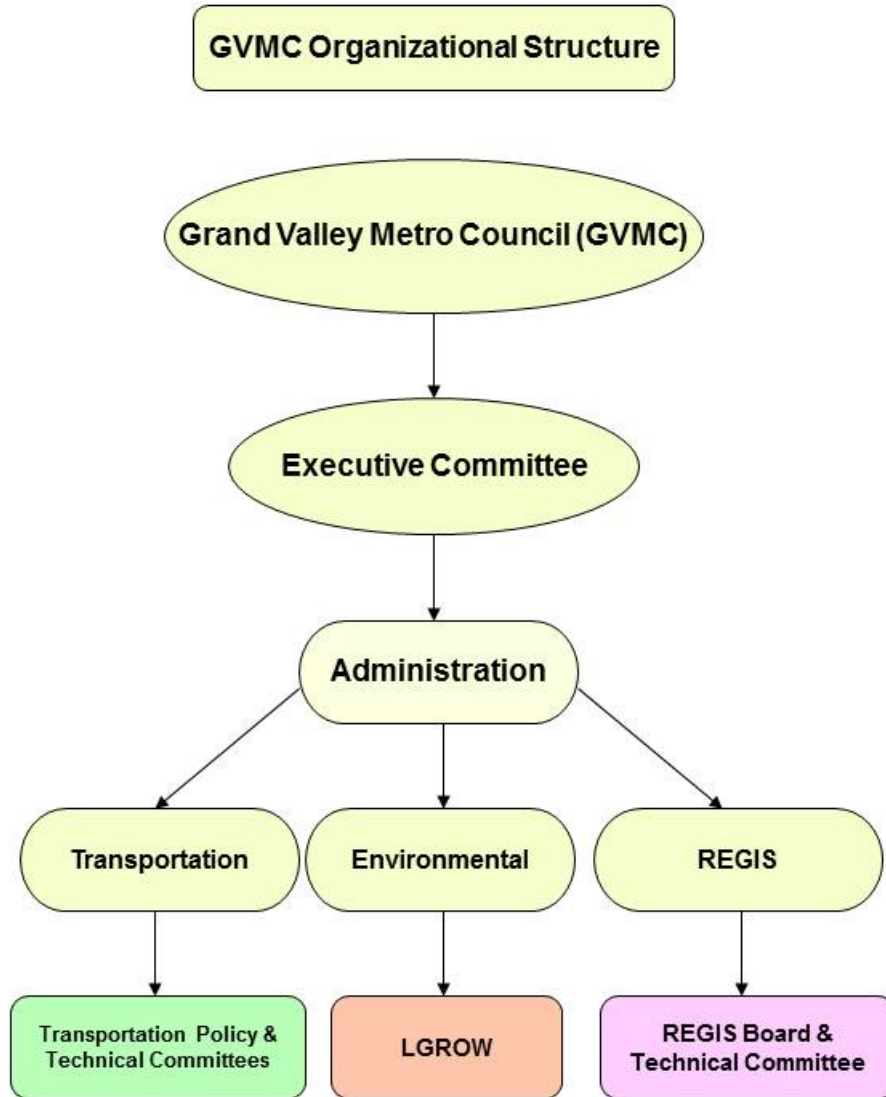 GVMC Organizational Structure
Grand Valley Metro Council (GVMC)
Executive Committee
Administration
Transportation
Environmental
REGIS
Transportation Policy &
Technical Committees
LGROW
REGIS Board &
Technical Committee